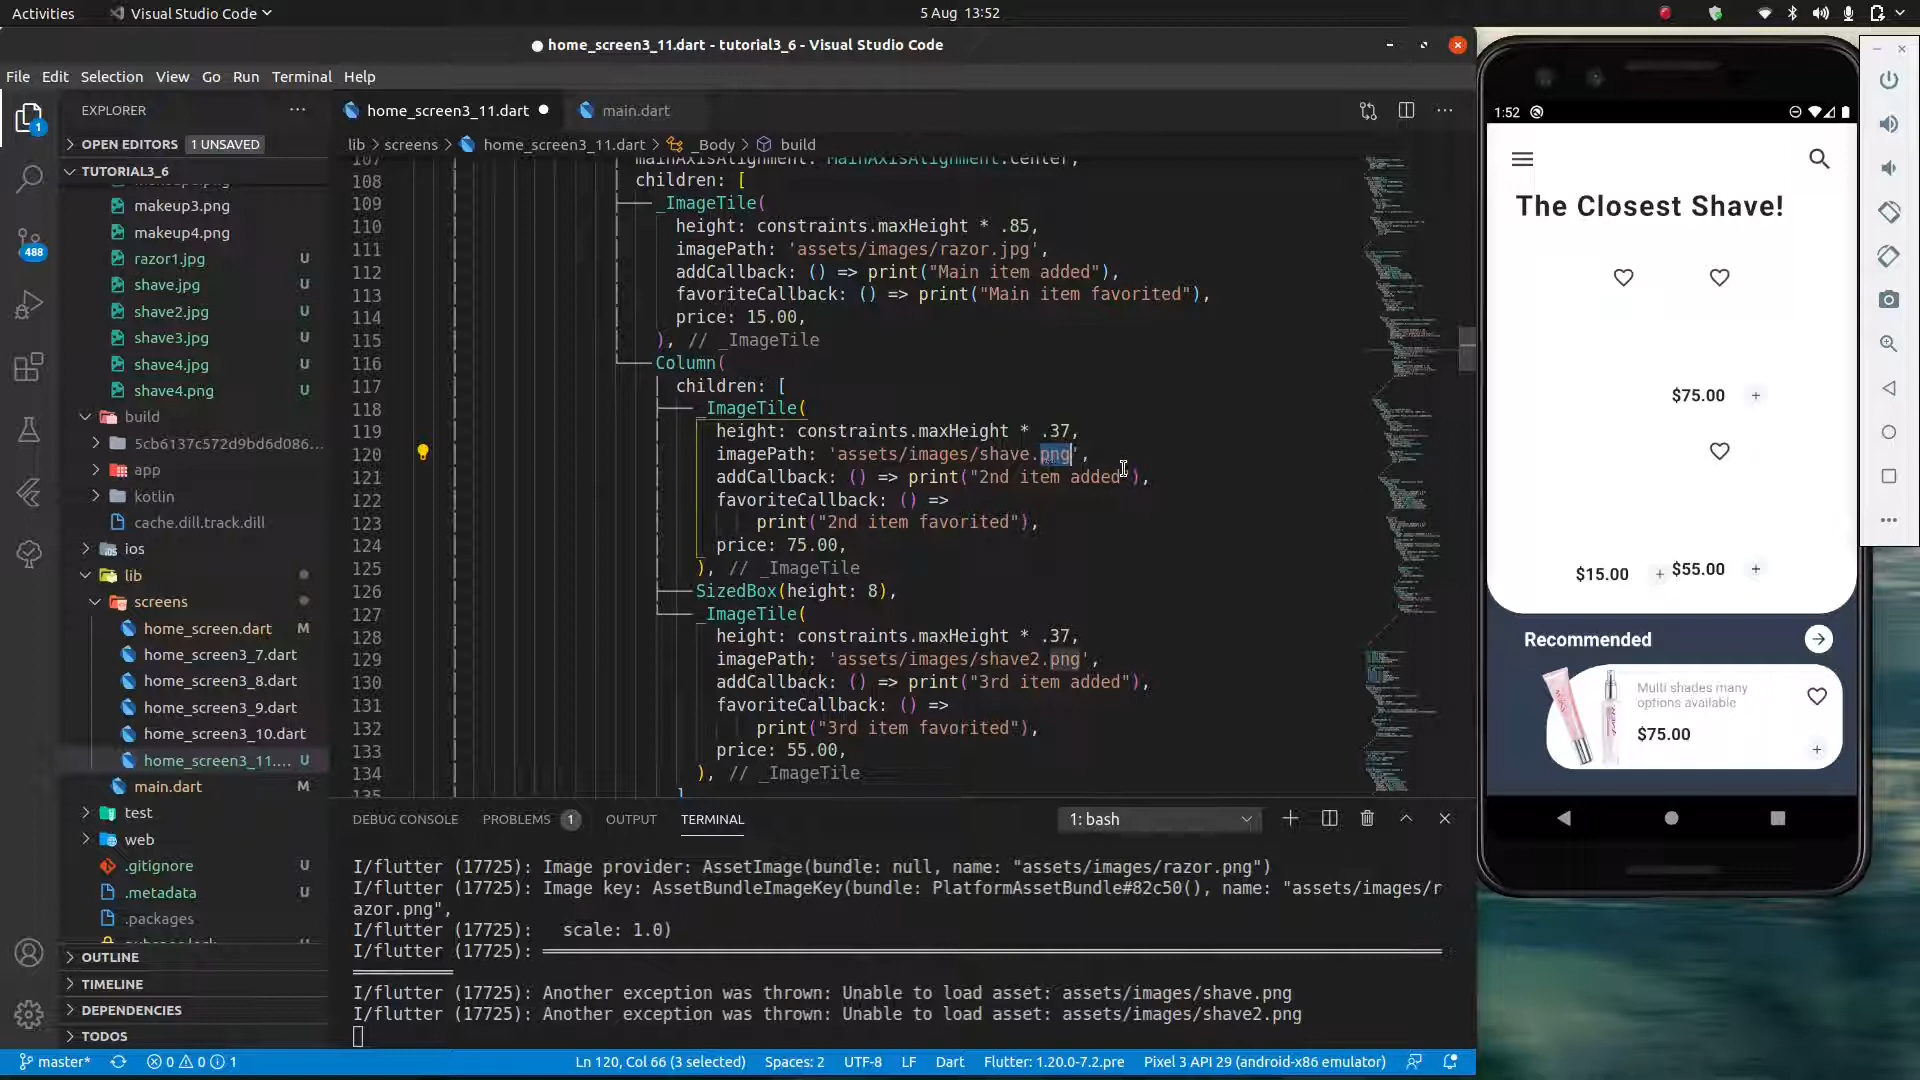 Activities
Visual Studio Code
5 Aug 13:52
● home_screen3_11.dart - tutorial3_6 - Visual Studio Code
File Edit Selection View Go Run Terminal Help
EXPLORER
OPEN EDITORS 1 UNSAVED
TUTORIAL3_6
makeup3.png
makeup4.png
razor1.jpg U
shave.jpg U
shave2.jpg U
shave3.jpg U
shave4.jpg U
shave4.png U
build
5cb6137c572d9bd6d086...
app
kotlin
cache.dill.track.dill
ios
lib
screens
home_screen.dart M
home_screen3_7.dart
home_screen3_8.dart
home_screen3_9.dart
home_screen3_10.dart
home_screen3_11.... U
main.dart M
test
web
.gitignore U
.metadata U
.packages
OUTLINE
TIMELINE
DEPENDENCIES
TODOS
1
488
home_screen3_11.dart ●
main.dart
lib > screens > home_screen3_11.dart > _Body > build
107 mainAxisAlignment: MainAxisAlignment.center,
108 children: [
109 _ImageTile(
110 height: constraints.maxHeight * .85,
111 imagePath: 'assets/images/razor.jpg',
112 addCallback: () => print("Main item added"),
113 favoriteCallback: () => print("Main item favorited"),
114 price: 15.00,
115 ), // _ImageTile
116 Column(
117 children: [
118 _ImageTile(
119 height: constraints.maxHeight * .37,
120 imagePath: 'assets/images/shave.png',
121 addCallback: () => print("2nd item added"),
122 favoriteCallback: () =>
123 print("2nd item favorited"),
124 price: 75.00,
125 ), // _ImageTile
126 SizedBox(height: 8),
127 _ImageTile(
128 height: constraints.maxHeight * .37,
129 imagePath: 'assets/images/shave2.png',
130 addCallback: () => print("3rd item added"),
131 favoriteCallback: () =>
132 print("3rd item favorited"),
133 price: 55.00,
134 ), // _ImageTile
135 ]
DEBUG CONSOLE PROBLEMS 1 OUTPUT TERMINAL
1: bash
I/flutter (17725): Image provider: AssetImage(bundle: null, name: "assets/images/razor.png")
I/flutter (17725): Image key: AssetBundleImageKey(bundle: PlatformAssetBundle#82c50(), name: "assets/images/r
azor.png",
I/flutter (17725):   scale: 1.0)
I/flutter (17725): ════════════════════════════════════════
I/flutter (17725): Another exception was thrown: Unable to load asset: assets/images/shave.png
I/flutter (17725): Another exception was thrown: Unable to load asset: assets/images/shave2.png
master* 0 0 1
Ln 120, Col 66 (3 selected) Spaces: 2 UTF-8 LF Dart Flutter: 1.20.0-7.2.pre Pixel 3 API 29 (android-x86 emulator)
1:52
The Closest Shave!
$75.00 +
$15.00 +
$55.00 +
Recommended
Multi shades many
options available
$75.00
+